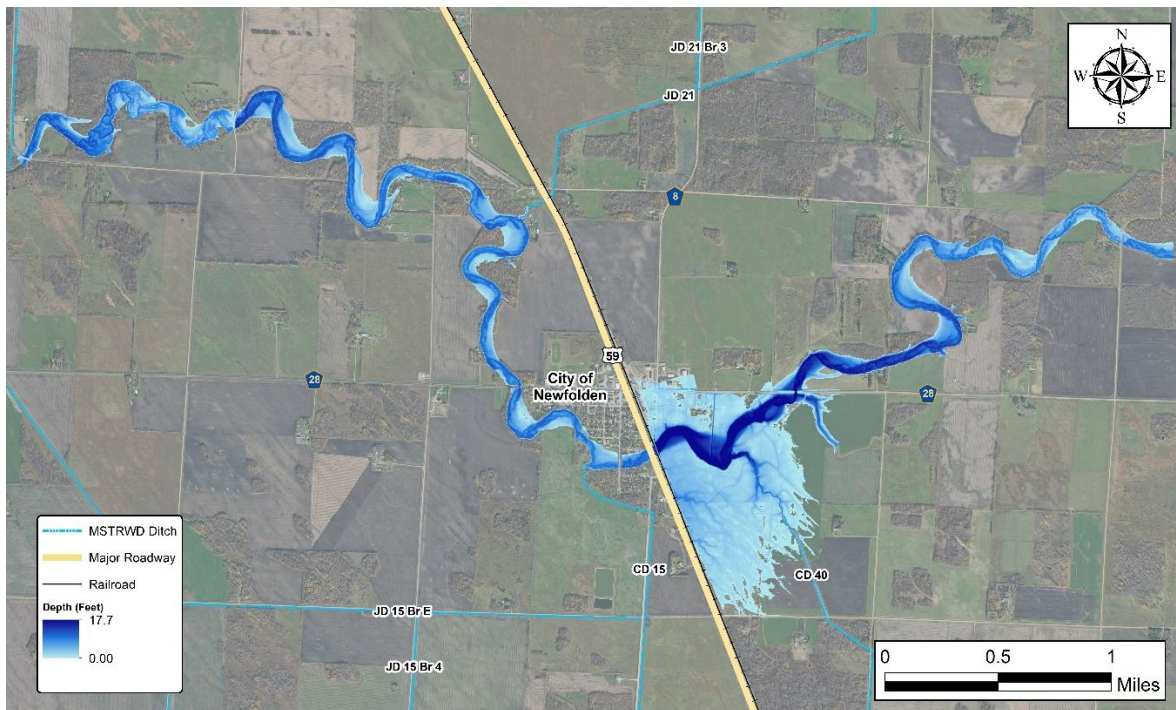 JD 21 Br 3
JD 21
N
W
E
S
8
59
City of
Newfolden
28
28
CD 15
CD 40
JD 15 Br E
JD 15 Br 4
MSTRWD Ditch
Major Roadway
Railroad
Depth (Feet)
17.7
0.00
0
0.5
1
Miles